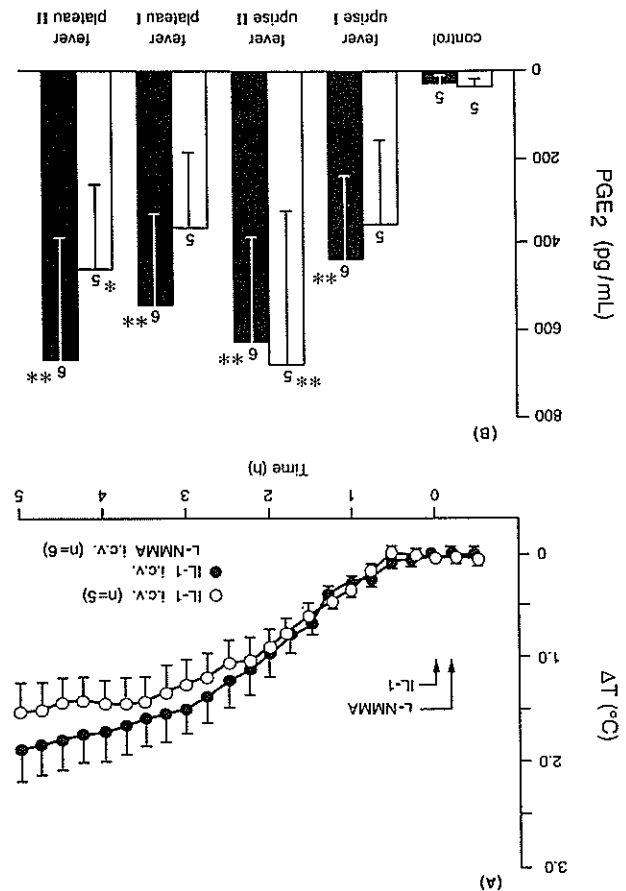 (A)
3.0
2.0
1.0
0
ΔT (°C)
L-NMMA
IL-1
○ IL-1 i.c.v. (n=5)
● IL-1 i.c.v.
L-NMMA i.c.v. (n=6)
0 1 2 3 4 5
Time (h)
(B)
800
600
400
200
0
PGE₂ (pg/mL)
5 5
5 6 **
5 ** 6 **
5 6 **
5 * 6 **
control
fever uprise I
fever uprise II
fever plateau I
fever plateau II